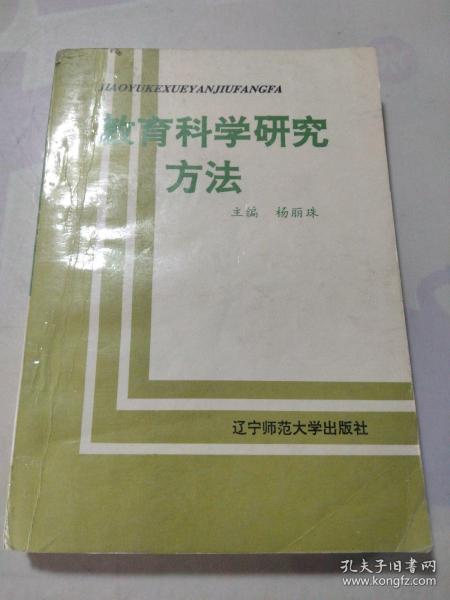 JIAOYUKEXUEYANJIUFANGFA
教育科学研究
方法
主编 杨丽珠
辽宁师范大学出版社
孔夫子旧书网
www.kongfz.com